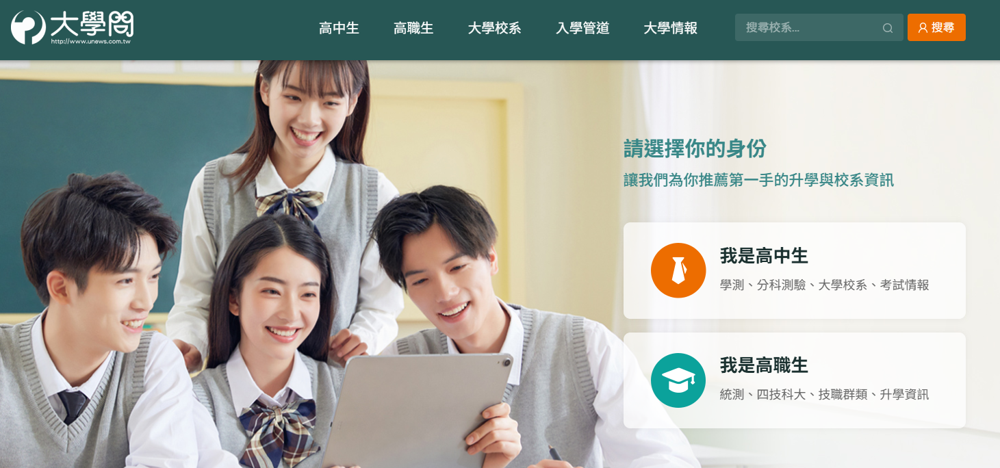 大學問
http://www.unews.com.tw
高中生 高職生 大學校系 入學管道 大學情報
搜尋校系... 搜尋
請選擇你的身份
讓我們為你推薦第一手的升學與校系資訊
我是高中生
學測、分科測驗、大學校系、考試情報
我是高職生
統測、四技科大、技職群類、升學資訊